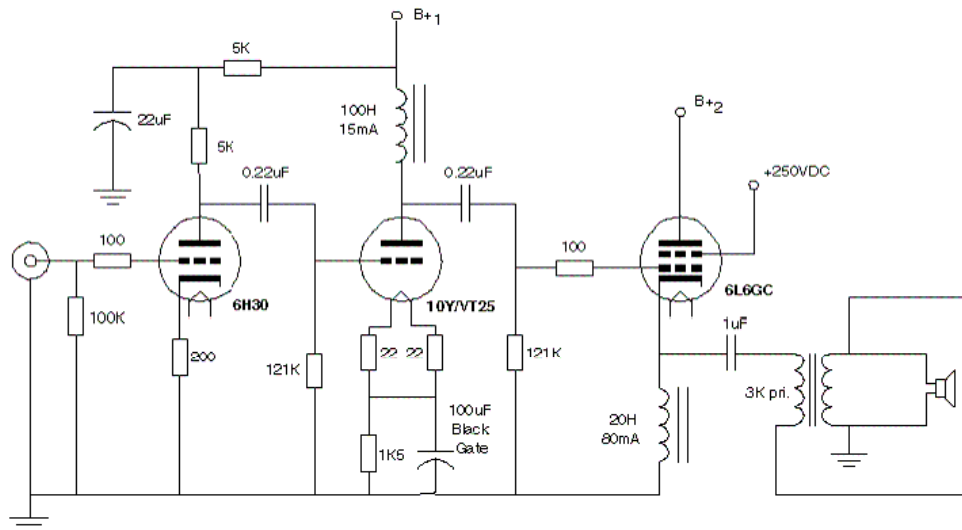 B+1
5K
100H
15mA
B+2
22uF
5K
+250VDC
0.22uF
0.22uF
100
100
6H30
10Y/VT25
6L6GC
100K
1uF
200
121K
22 22
121K
3K pri.
100uF
Black
Gate
20H
80mA
1K5